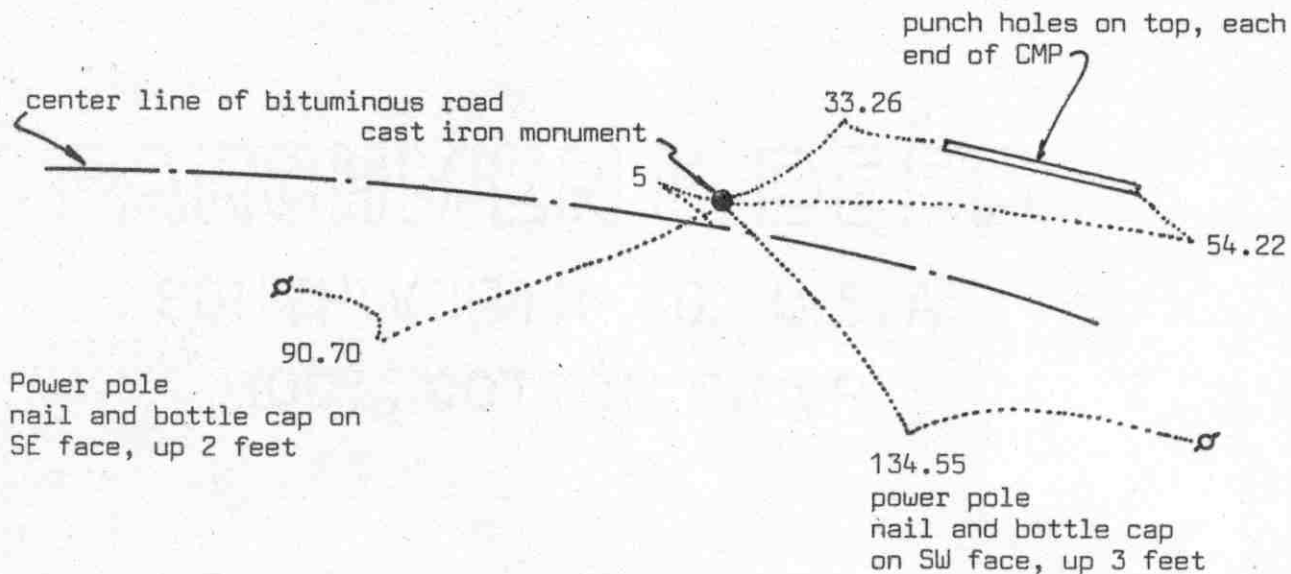 punch holes on top, each
end of CMP
center line of bituminous road
33.26
cast iron monument
5
54.22
90.70
Power pole
nail and bottle cap on
SE face, up 2 feet
134.55
power pole
nail and bottle cap
on SW face, up 3 feet